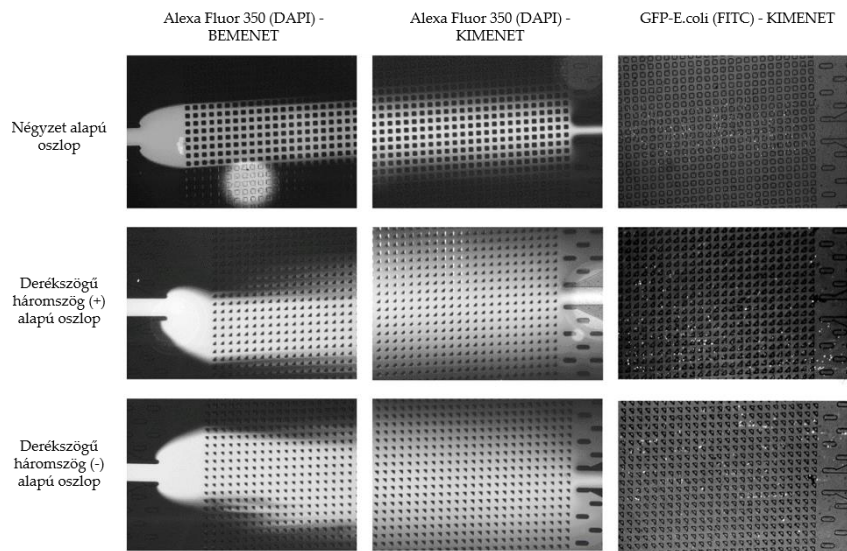 Alexa Fluor 350 (DAPI) -
BEMENET
Alexa Fluor 350 (DAPI) -
KIMENET
GFP-E.coli (FITC) - KIMENET
Négyzet alapú
oszlop
Derékszögű
háromszög (+)
alapú oszlop
Derékszögű
háromszög (-)
alapú oszlop